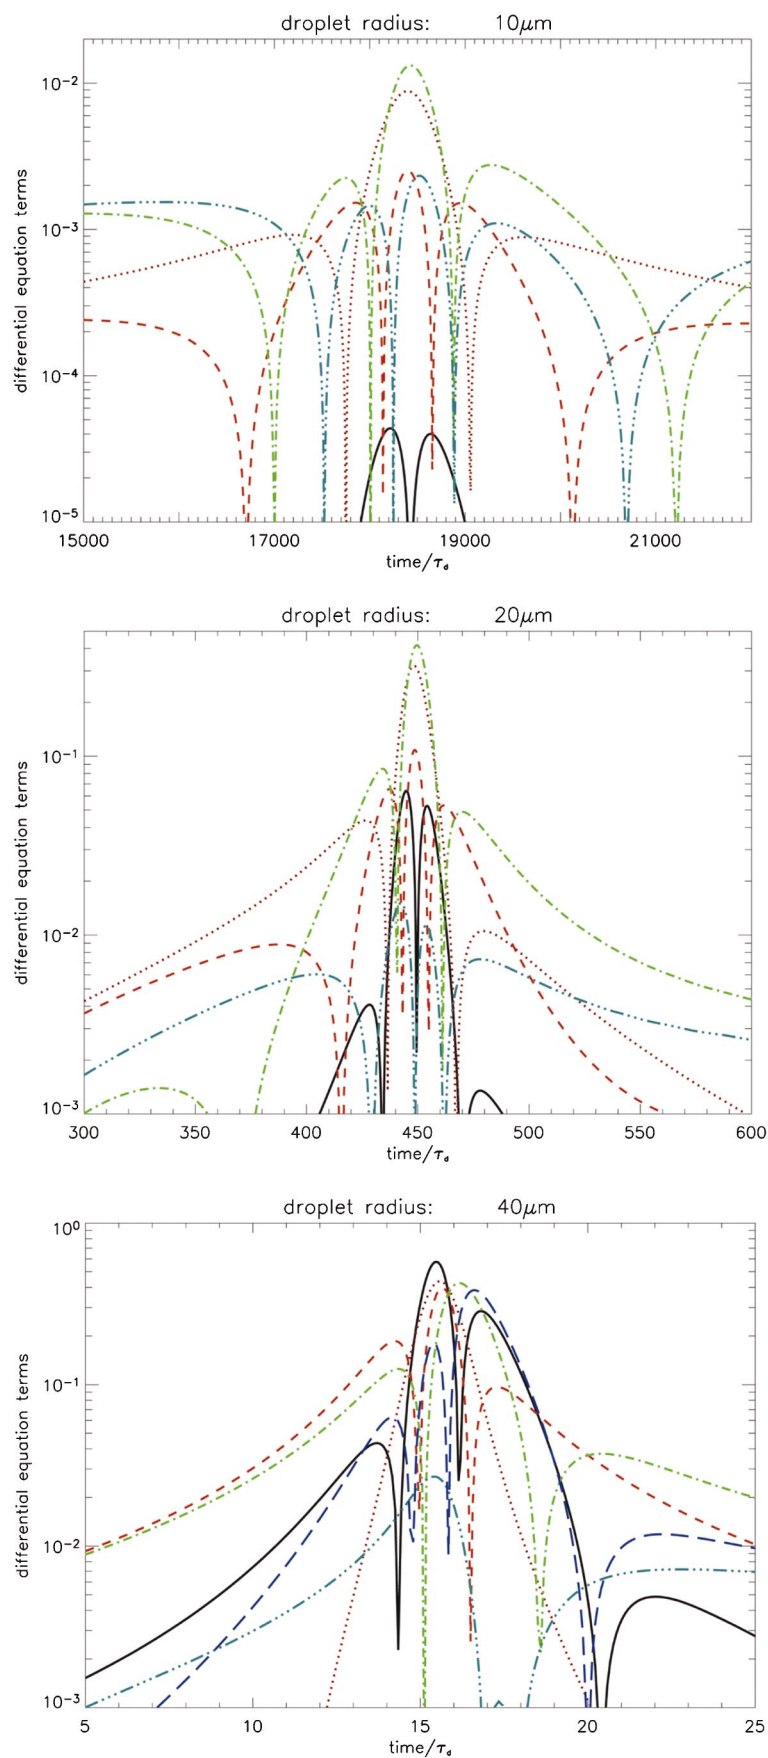 droplet radius: 10μm
differential equation terms
10⁻²
10⁻³
10⁻⁴
10⁻⁵
15000 17000 19000 21000
time/τd
droplet radius: 20μm
differential equation terms
10⁻¹
10⁻²
10⁻³
300 350 400 450 500 550 600
time/τd
droplet radius: 40μm
differential equation terms
10⁰
10⁻¹
10⁻²
10⁻³
5 10 15 20 25
time/τd